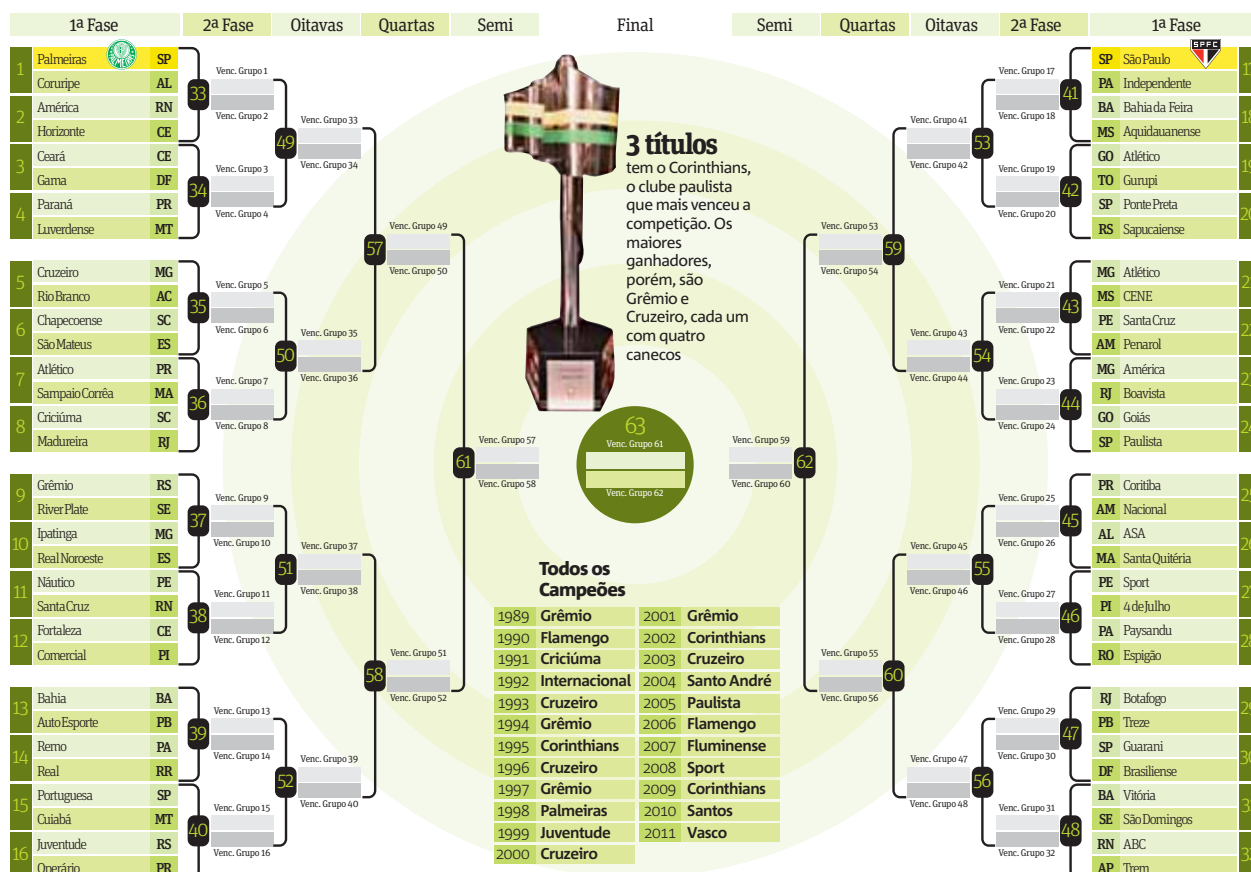 1ª Fase
2ª Fase
Oitavas
Quartas
Semi
Final
Semi
Quartas
Oitavas
2ª Fase
1ª Fase
1
Palmeiras SP
Coruripe AL
2
América RN
Horizonte CE
3
Ceará CE
Gama DF
4
Paraná PR
Luverdense MT
5
Cruzeiro MG
Rio Branco AC
6
Chapecoense SC
São Mateus ES
7
Atlético PR
Sampaio Corrêa MA
8
Criciúma SC
Madureira RJ
9
Grêmio RS
River Plate SE
10
Ipatinga MG
Real Noroeste ES
11
Náutico PE
Santa Cruz RN
12
Fortaleza CE
Comercial PI
13
Bahia BA
Auto Esporte PB
14
Remo PA
Real RR
15
Portuguesa SP
Cuiabá MT
16
Juventude RS
Operário PR
Venc. Grupo 1
33
Venc. Grupo 2
Venc. Grupo 3
34
Venc. Grupo 4
Venc. Grupo 5
35
Venc. Grupo 6
Venc. Grupo 7
36
Venc. Grupo 8
Venc. Grupo 9
37
Venc. Grupo 10
Venc. Grupo 11
38
Venc. Grupo 12
Venc. Grupo 13
39
Venc. Grupo 14
Venc. Grupo 15
40
Venc. Grupo 16
Venc. Grupo 33
49
Venc. Grupo 34
Venc. Grupo 35
50
Venc. Grupo 36
Venc. Grupo 37
51
Venc. Grupo 38
Venc. Grupo 39
52
Venc. Grupo 40
Venc. Grupo 49
57
Venc. Grupo 50
Venc. Grupo 51
58
Venc. Grupo 52
Venc. Grupo 57
61
Venc. Grupo 58
3 títulos
tem o Corinthians,
o clube paulista
que mais venceu a
competição. Os
maiores
ganhadores,
porém, são
Grêmio e
Cruzeiro, cada um
com quatro
canecos
63
Venc. Grupo 61
Venc. Grupo 62
Todos os
Campeões
1989 Grêmio
1990 Flamengo
1991 Criciúma
1992 Internacional
1993 Cruzeiro
1994 Grêmio
1995 Corinthians
1996 Cruzeiro
1997 Grêmio
1998 Palmeiras
1999 Juventude
2000 Cruzeiro
2001 Grêmio
2002 Corinthians
2003 Cruzeiro
2004 Santo André
2005 Paulista
2006 Flamengo
2007 Fluminense
2008 Sport
2009 Corinthians
2010 Santos
2011 Vasco
Venc. Grupo 59
62
Venc. Grupo 60
Venc. Grupo 53
59
Venc. Grupo 54
Venc. Grupo 55
60
Venc. Grupo 56
Venc. Grupo 41
53
Venc. Grupo 42
Venc. Grupo 43
54
Venc. Grupo 44
Venc. Grupo 45
55
Venc. Grupo 46
Venc. Grupo 47
56
Venc. Grupo 48
Venc. Grupo 17
41
Venc. Grupo 18
Venc. Grupo 19
42
Venc. Grupo 20
Venc. Grupo 21
43
Venc. Grupo 22
Venc. Grupo 23
44
Venc. Grupo 24
Venc. Grupo 25
45
Venc. Grupo 26
Venc. Grupo 27
46
Venc. Grupo 28
Venc. Grupo 29
47
Venc. Grupo 30
Venc. Grupo 31
48
Venc. Grupo 32
SPFC
SP São Paulo
PA Independente
BA Bahia da Feira
MS Aquidauanense
GO Atlético
TO Gurupi
SP Ponte Preta
RS Sapucaiense
MG Atlético
MS CENE
PE Santa Cruz
AM Penarol
MG América
RJ Boavista
GO Goiás
SP Paulista
PR Coritiba
AM Nacional
AL ASA
MA Santa Quitéria
PE Sport
PI 4 de Julho
PA Paysandu
RO Espigão
RJ Botafogo
PB Treze
SP Guarani
DF Brasiliense
BA Vitória
SE São Domingos
RN ABC
AP Trem